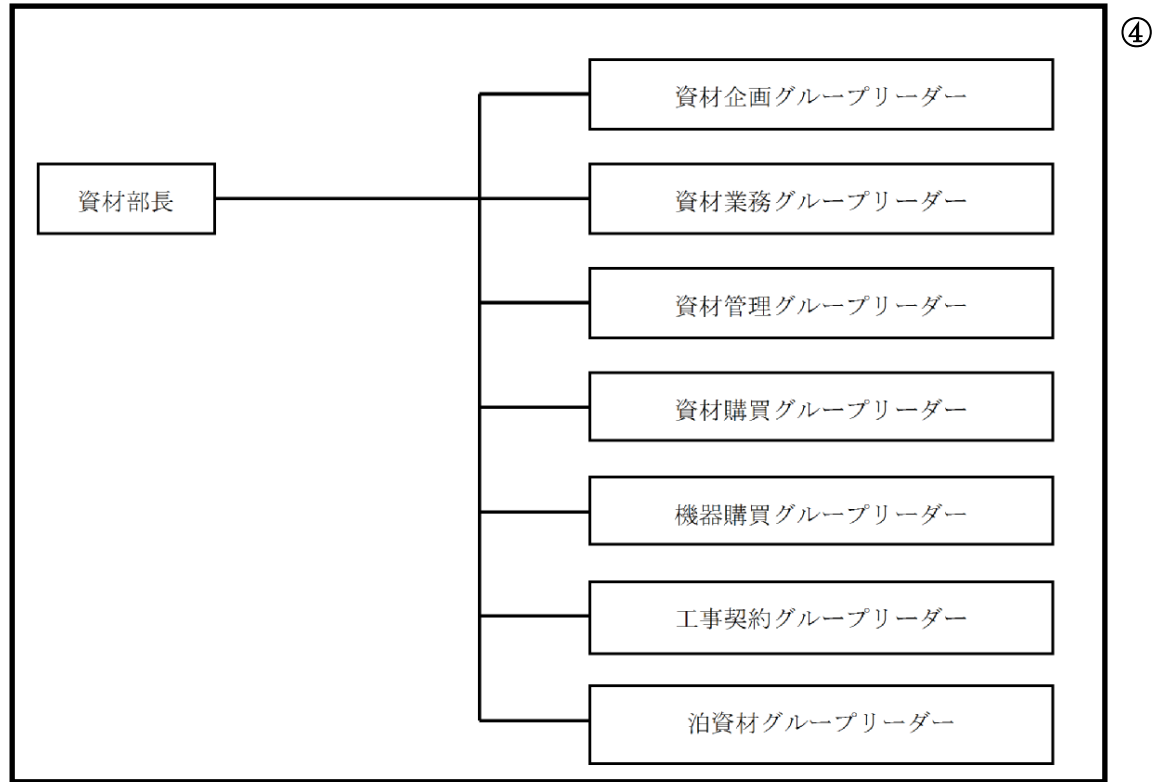 ④
資材企画グループリーダー
資材部長
資材業務グループリーダー
資材管理グループリーダー
資材購買グループリーダー
機器購買グループリーダー
工事契約グループリーダー
泊資材グループリーダー